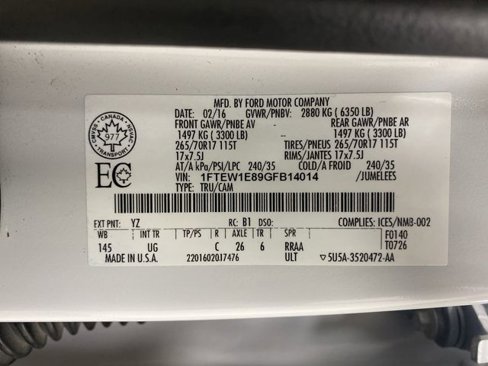 MFD. BY FORD MOTOR COMPANY
DATE: 02/16 GVWR/PNBV: 2880 KG ( 6350 LB)
FRONT GAWR/PNBE AV REAR GAWR/PNBE AR
1497 KG ( 3300 LB) -- 1497 KG ( 3300 LB)
265/70R17 115T TIRES/PNEUS 265/70R17 115T
17x7.5J RIMS/JANTES 17x7.5J
AT/A kPa/PSI/LPC 240/35 COLD/A FROID 240/35
VIN: 1FTEW1E89GFB14014 /JUMELEES
TYPE: TRU/CAM
CANADA
977
EC
EXT PNT: YZ RC: B1 DSO: COMPLIES: ICES/NMB-002
WB INT TR TP/PS R AXLE TR SPR F0140
145 UG C 26 6 RRAA T0726
MADE IN U.S.A. 2201602017476 ULT ▽5U5A-3520472-AA